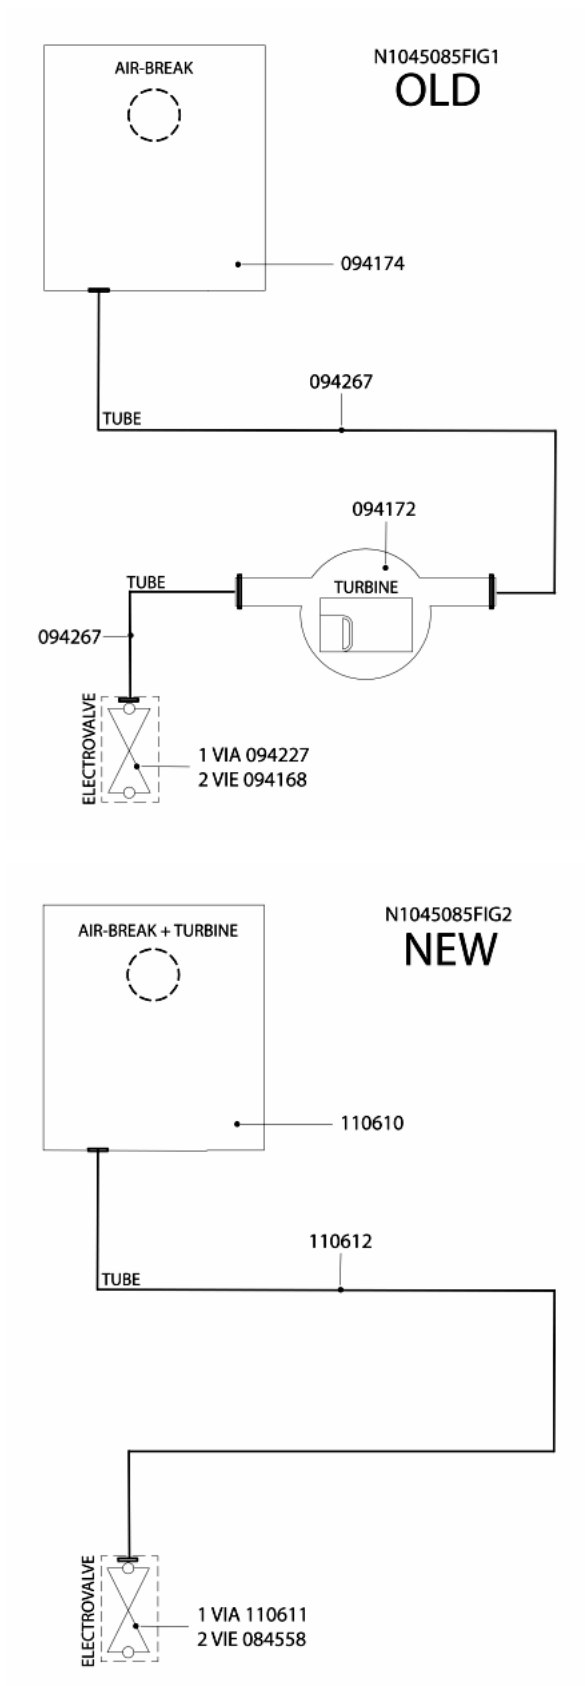 N1045085FIG1
OLD
AIR-BREAK
094174
094267
TUBE
094172
TURBINE
TUBE
094267
ELECTROVALVE
1 VIA 094227
2 VIE 094168
N1045085FIG2
NEW
AIR-BREAK + TURBINE
110610
110612
TUBE
ELECTROVALVE
1 VIA 110611
2 VIE 084558